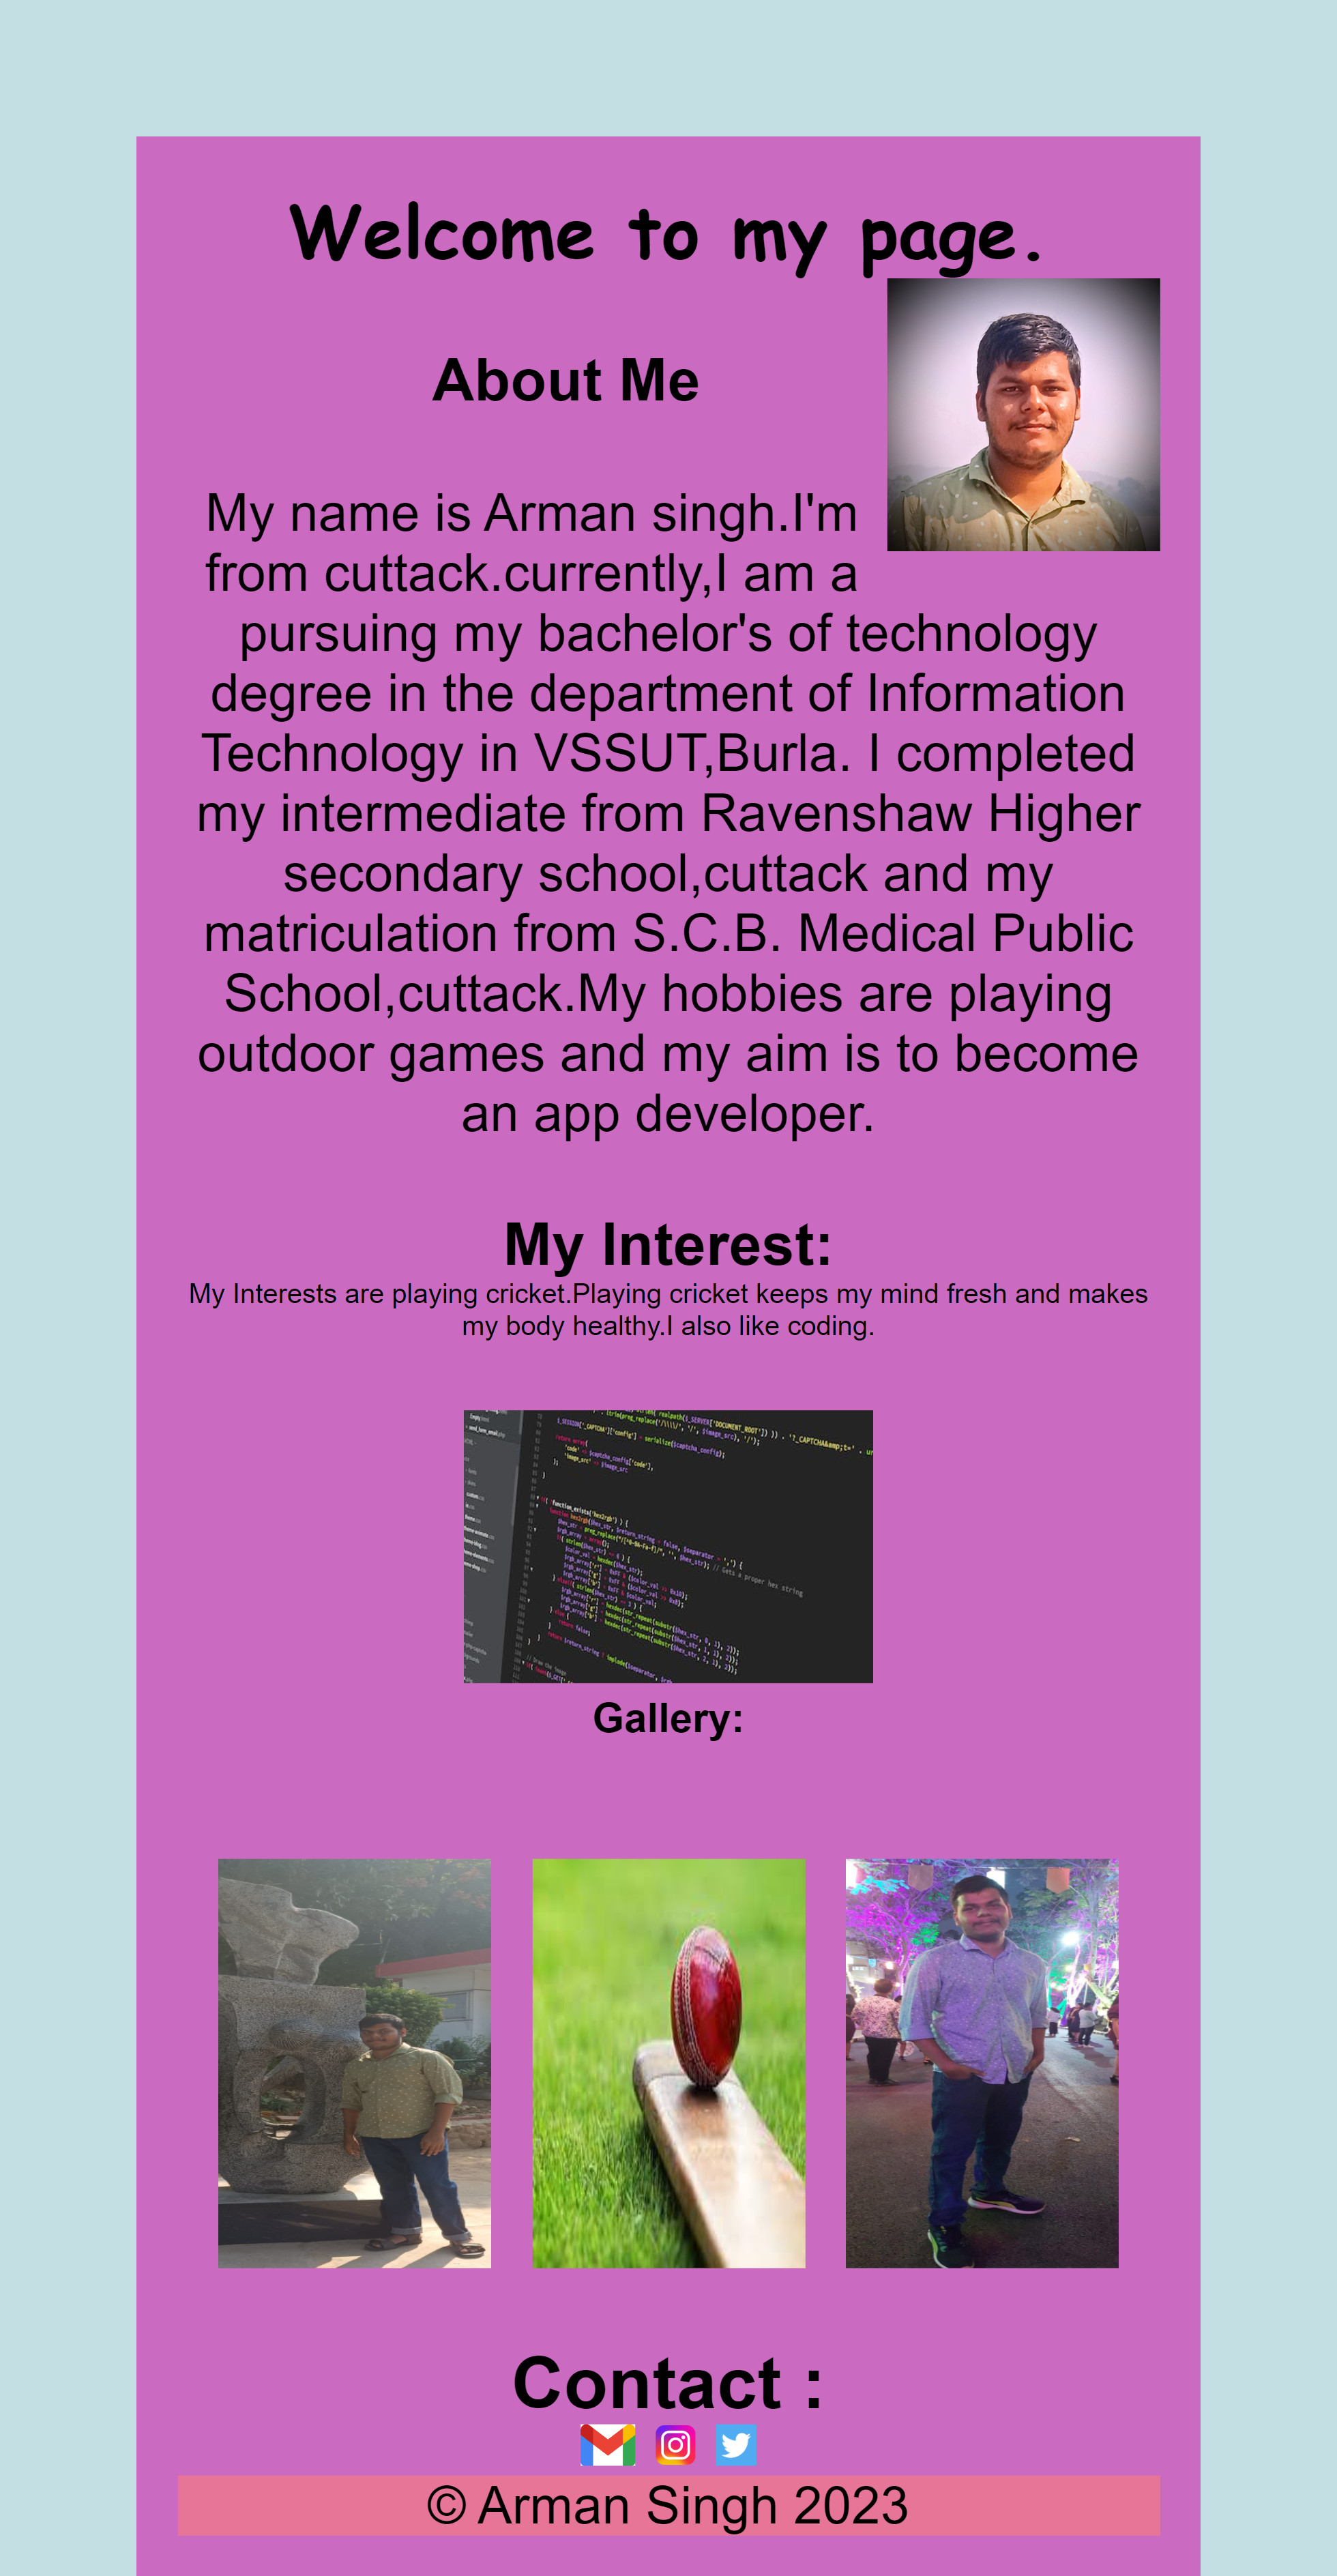 Welcome to my page.
About Me
My name is Arman singh.I'm
from cuttack.currently,I am a
pursuing my bachelor's of technology
degree in the department of Information
Technology in VSSUT,Burla. I completed
my intermediate from Ravenshaw Higher
secondary school,cuttack and my
matriculation from S.C.B. Medical Public
School,cuttack.My hobbies are playing
outdoor games and my aim is to become
an app developer.
My Interest:
My Interests are playing cricket.Playing cricket keeps my mind fresh and makes
my body healthy.I also like coding.
Gallery:
Contact :
© Arman Singh 2023